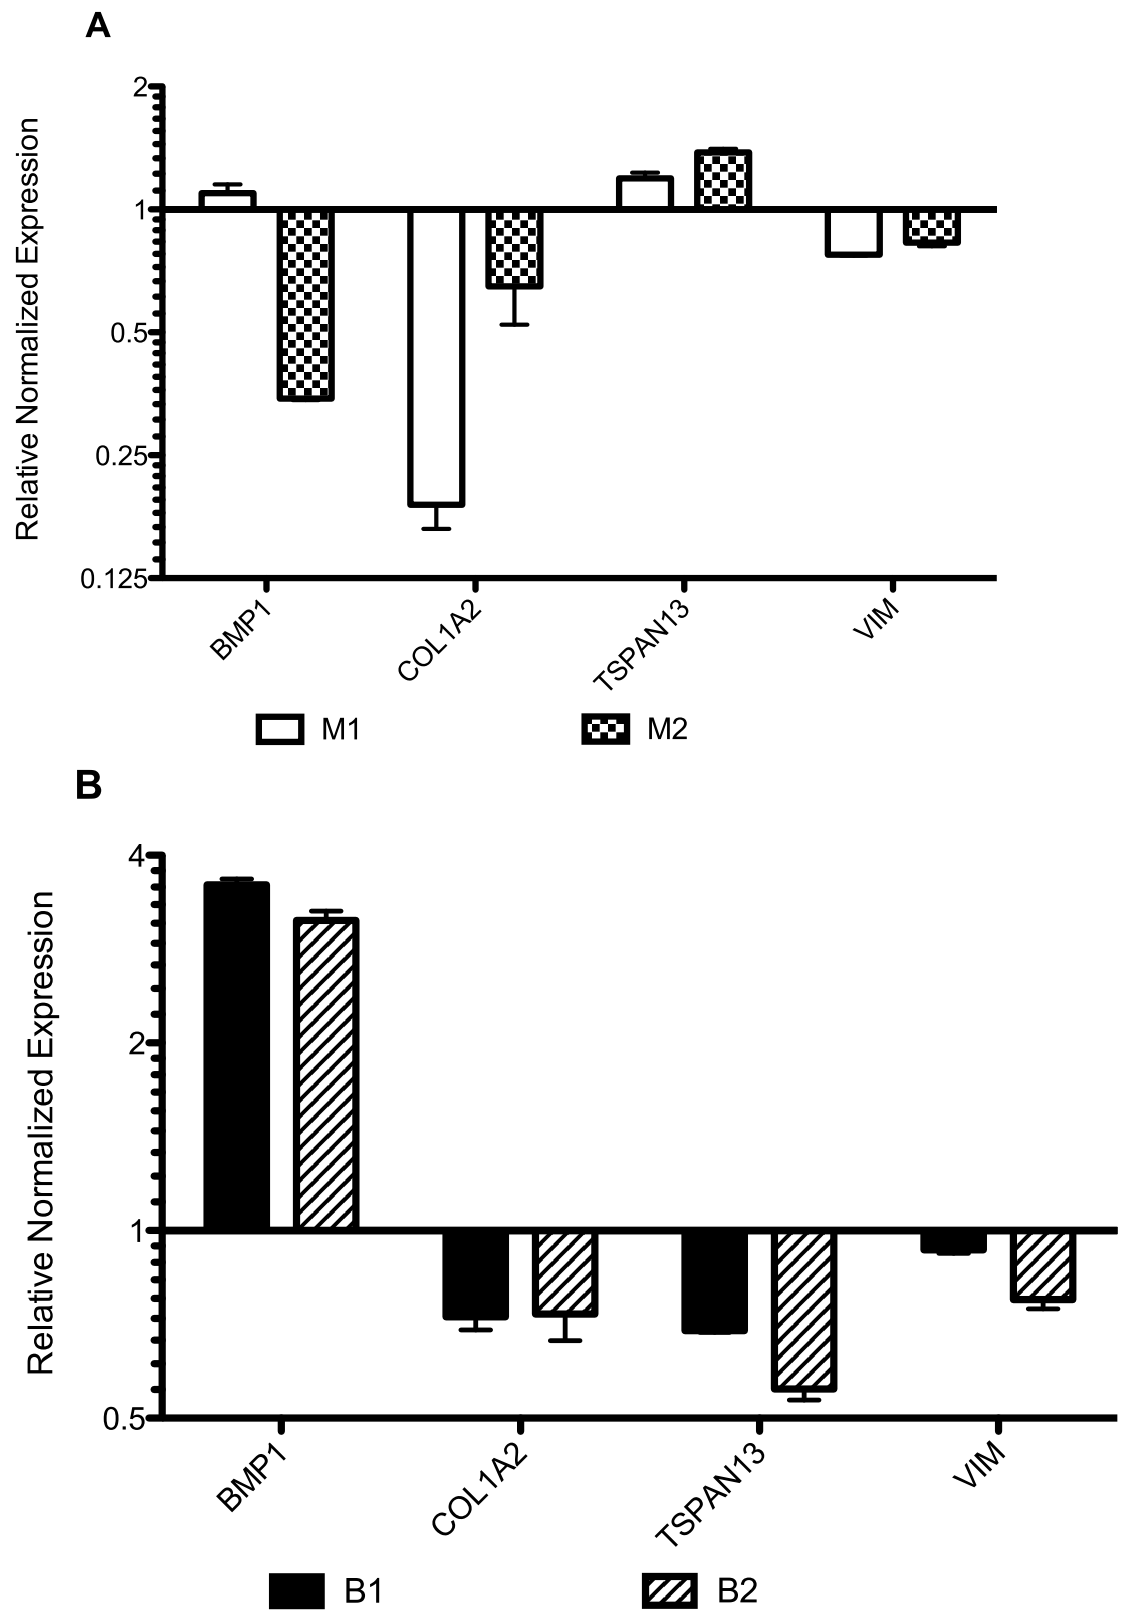 A
Relative Normalized Expression
2
1
0.5
0.25
0.125
BMP1
COL1A2
TSPAN13
VIM
M1
M2
B
Relative Normalized Expression
4
2
1
0.5
BMP1
COL1A2
TSPAN13
VIM
B1
B2